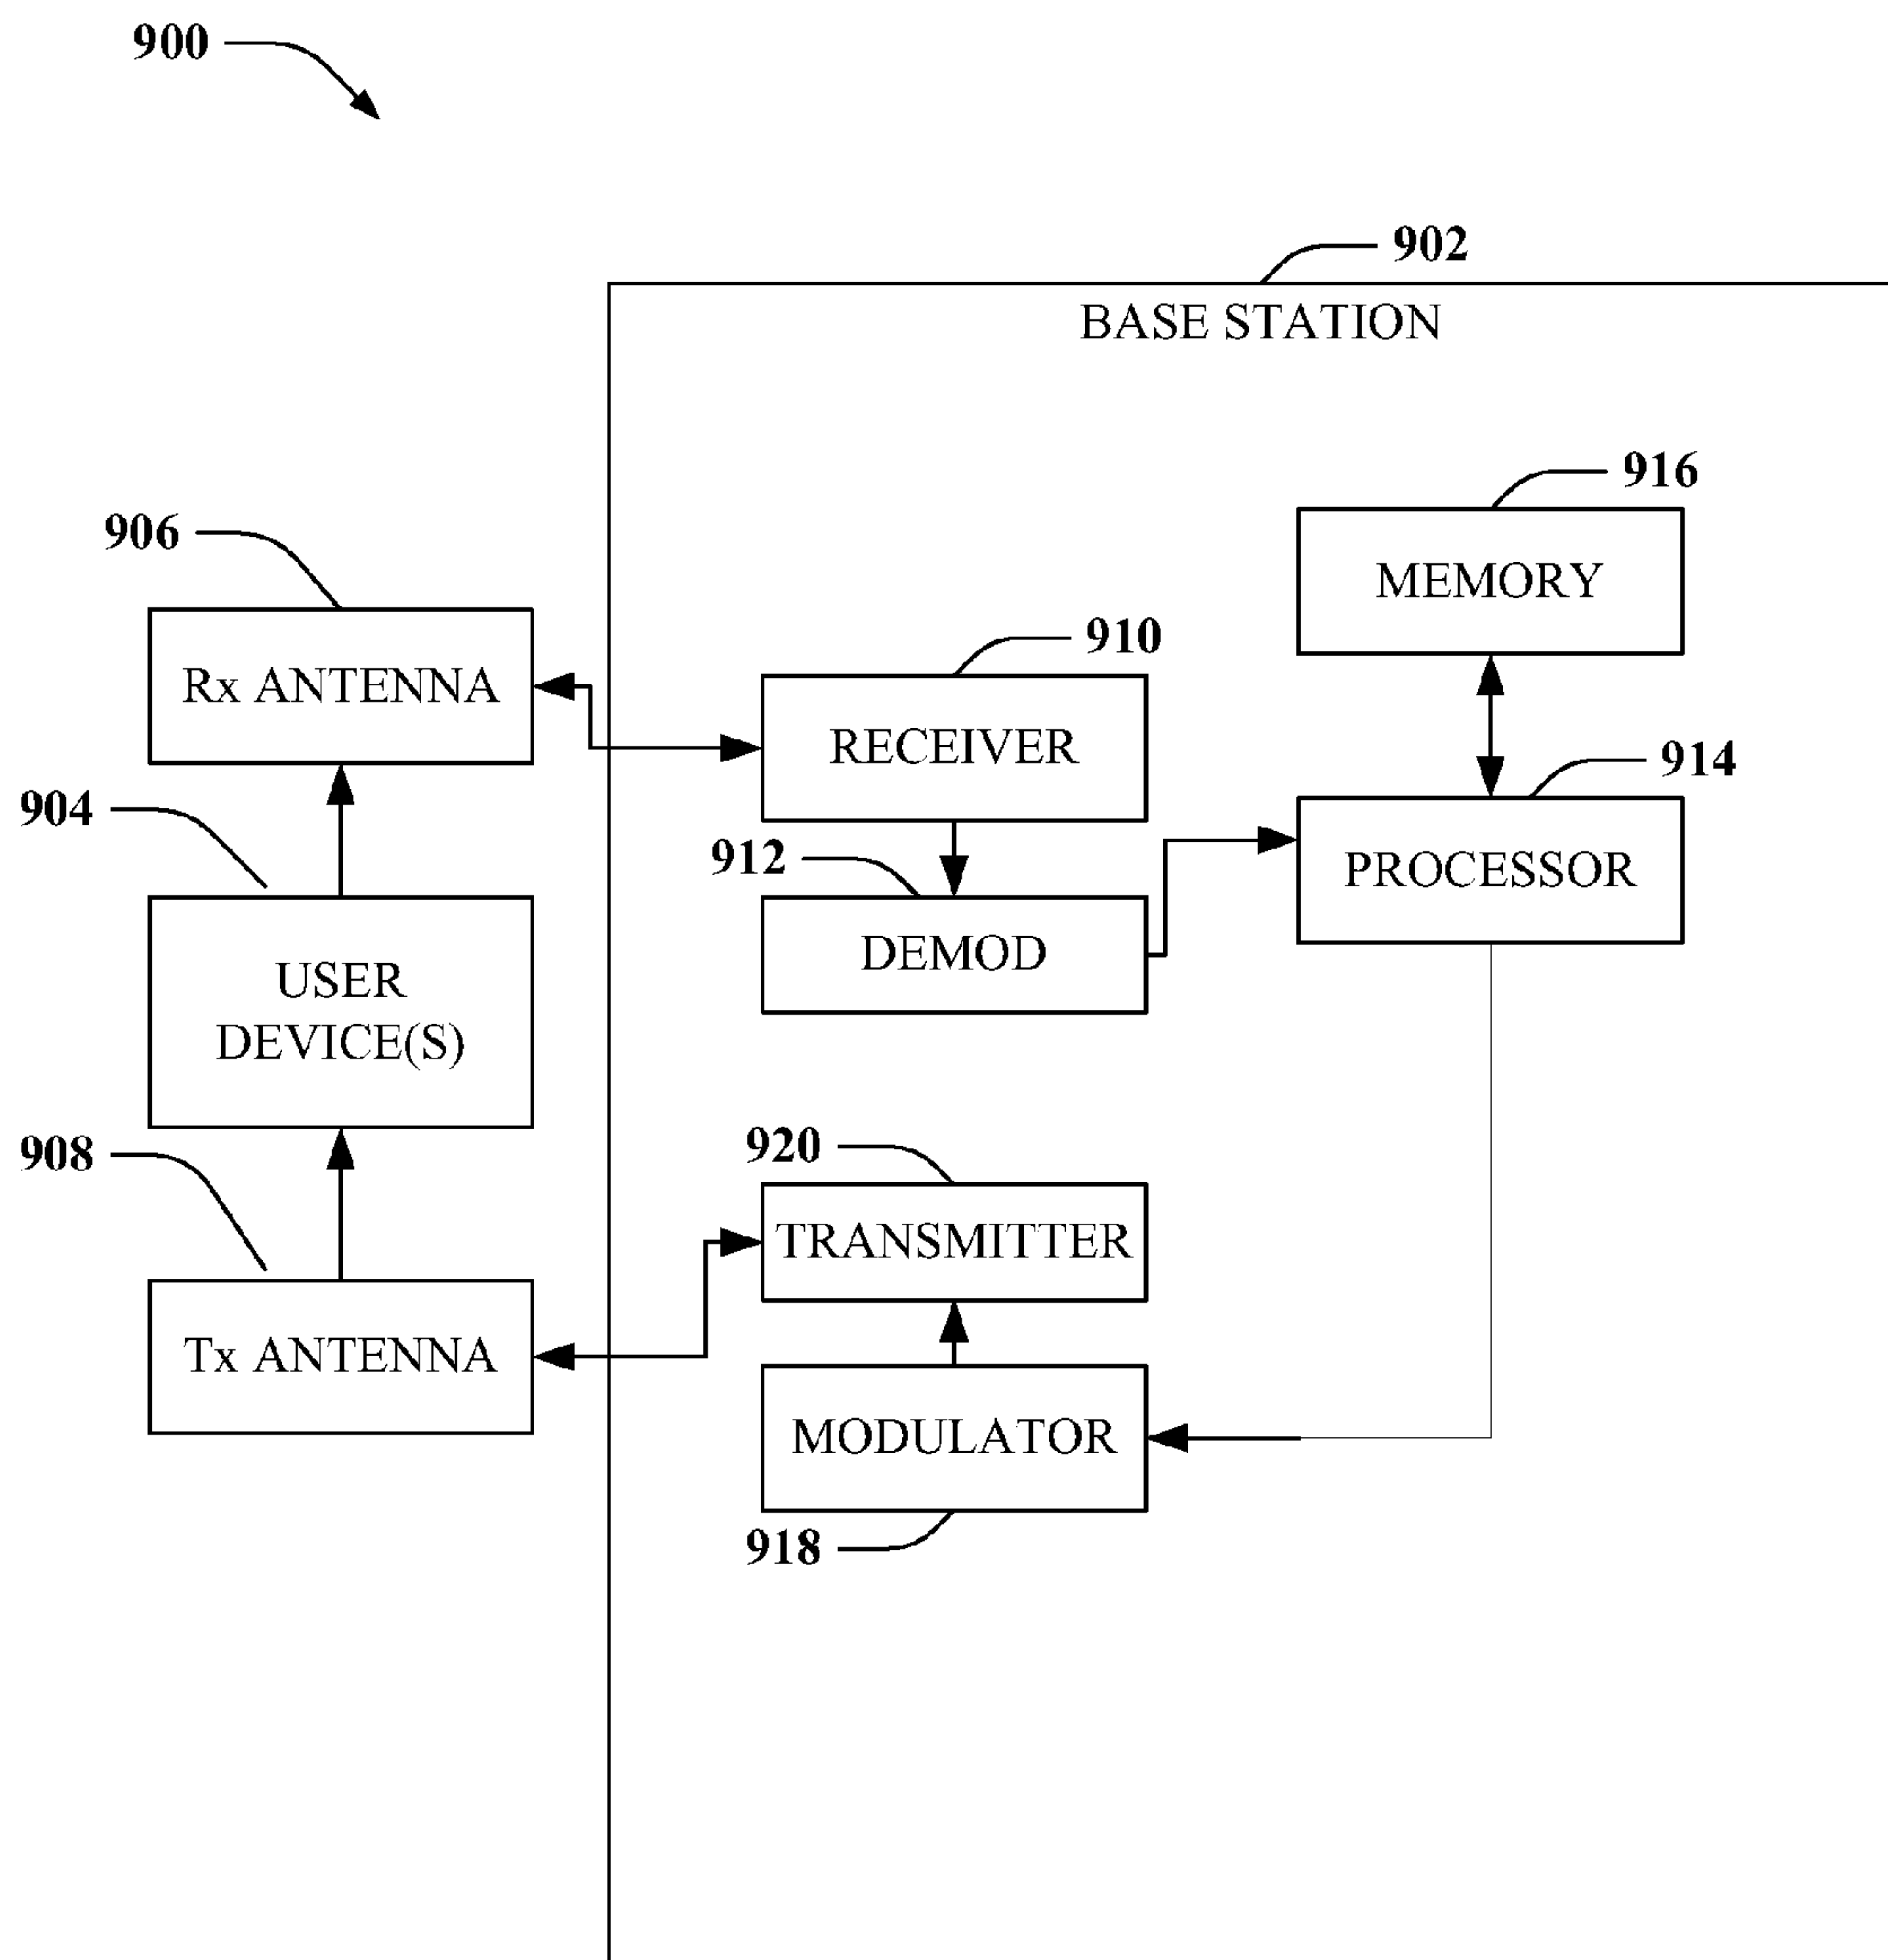 900
902
BASE STATION
916
906
MEMORY
910
Rx ANTENNA
RECEIVER
914
904
912
PROCESSOR
DEMOD
USER
DEVICE(S)
908
920
TRANSMITTER
Tx ANTENNA
MODULATOR
918